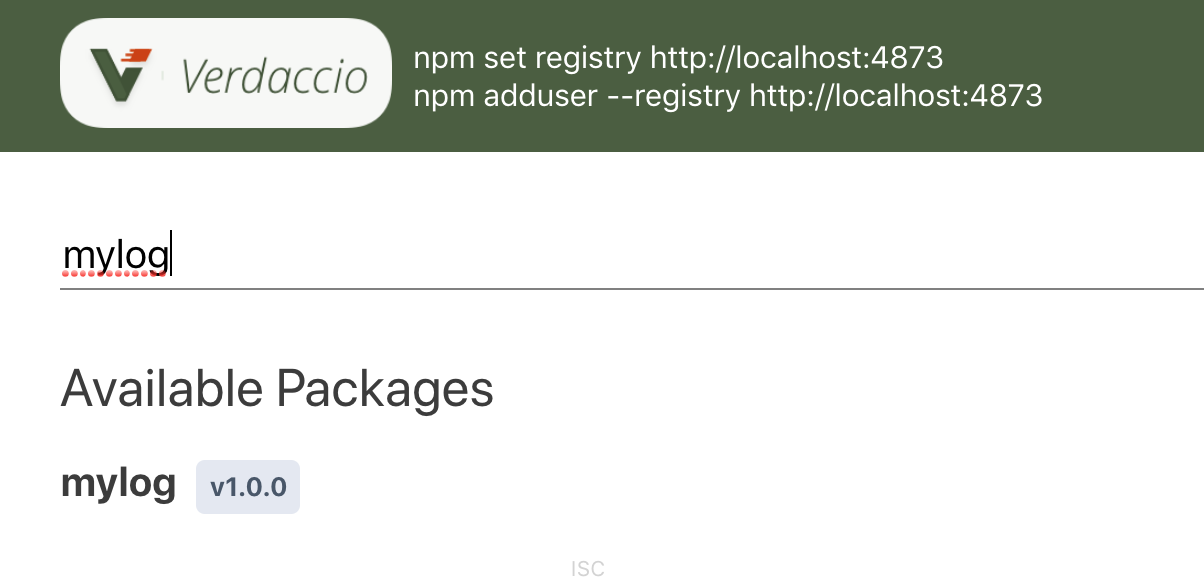 Verdaccio
npm set registry http://localhost:4873
npm adduser --registry http://localhost:4873
mylog
Available Packages
mylog v1.0.0
ISC